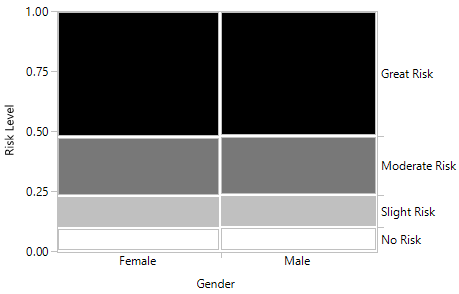 1.00
0.75
0.50
0.25
0.00
Risk Level
Great Risk
Moderate Risk
Slight Risk
No Risk
Female
Male
Gender